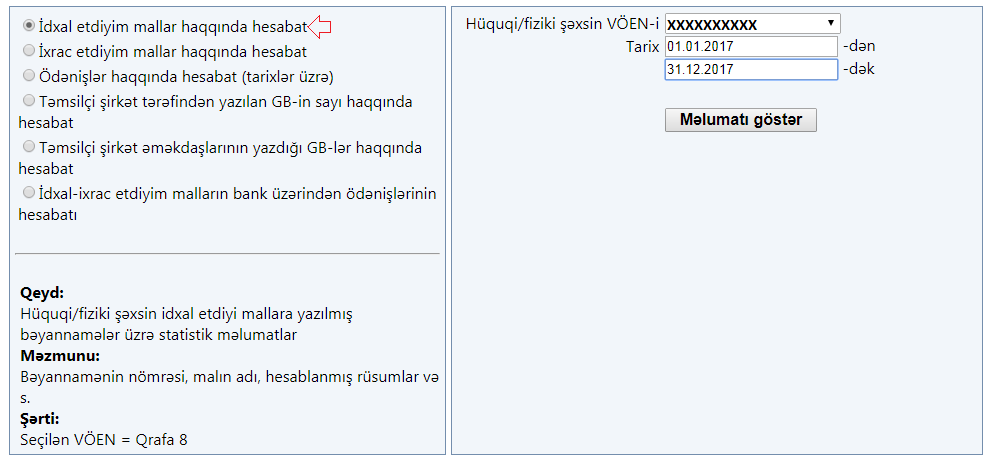 İdxal etdiyim mallar haqqında hesabat
İxrac etdiyim mallar haqqında hesabat
Ödənişlər haqqında hesabat (tarixlər üzrə)
Təmsilçi şirkət tərəfindən yazılan GB-in sayı haqqında
hesabat
Təmsilçi şirkət əməkdaşlarının yazdığı GB-lər haqqında
hesabat
İdxal-ixrac etdiyim malların bank üzərindən ödənişlərinin
hesabatı
Qeyd:
Hüquqi/fiziki şəxsin idxal etdiyi mallara yazılmış
bəyannamələr üzrə statistik məlumatlar
Məzmunu:
Bəyannamənin nömrəsi, malın adı, hesablanmış rüsumlar və
s.
Şərti:
Seçilən VÖEN = Qrafa 8
Hüquqi/fiziki şəxsin VÖEN-i XXXXXXXXXX
Tarix 01.01.2017 -dən
31.12.2017 -dək
Məlumatı göstər